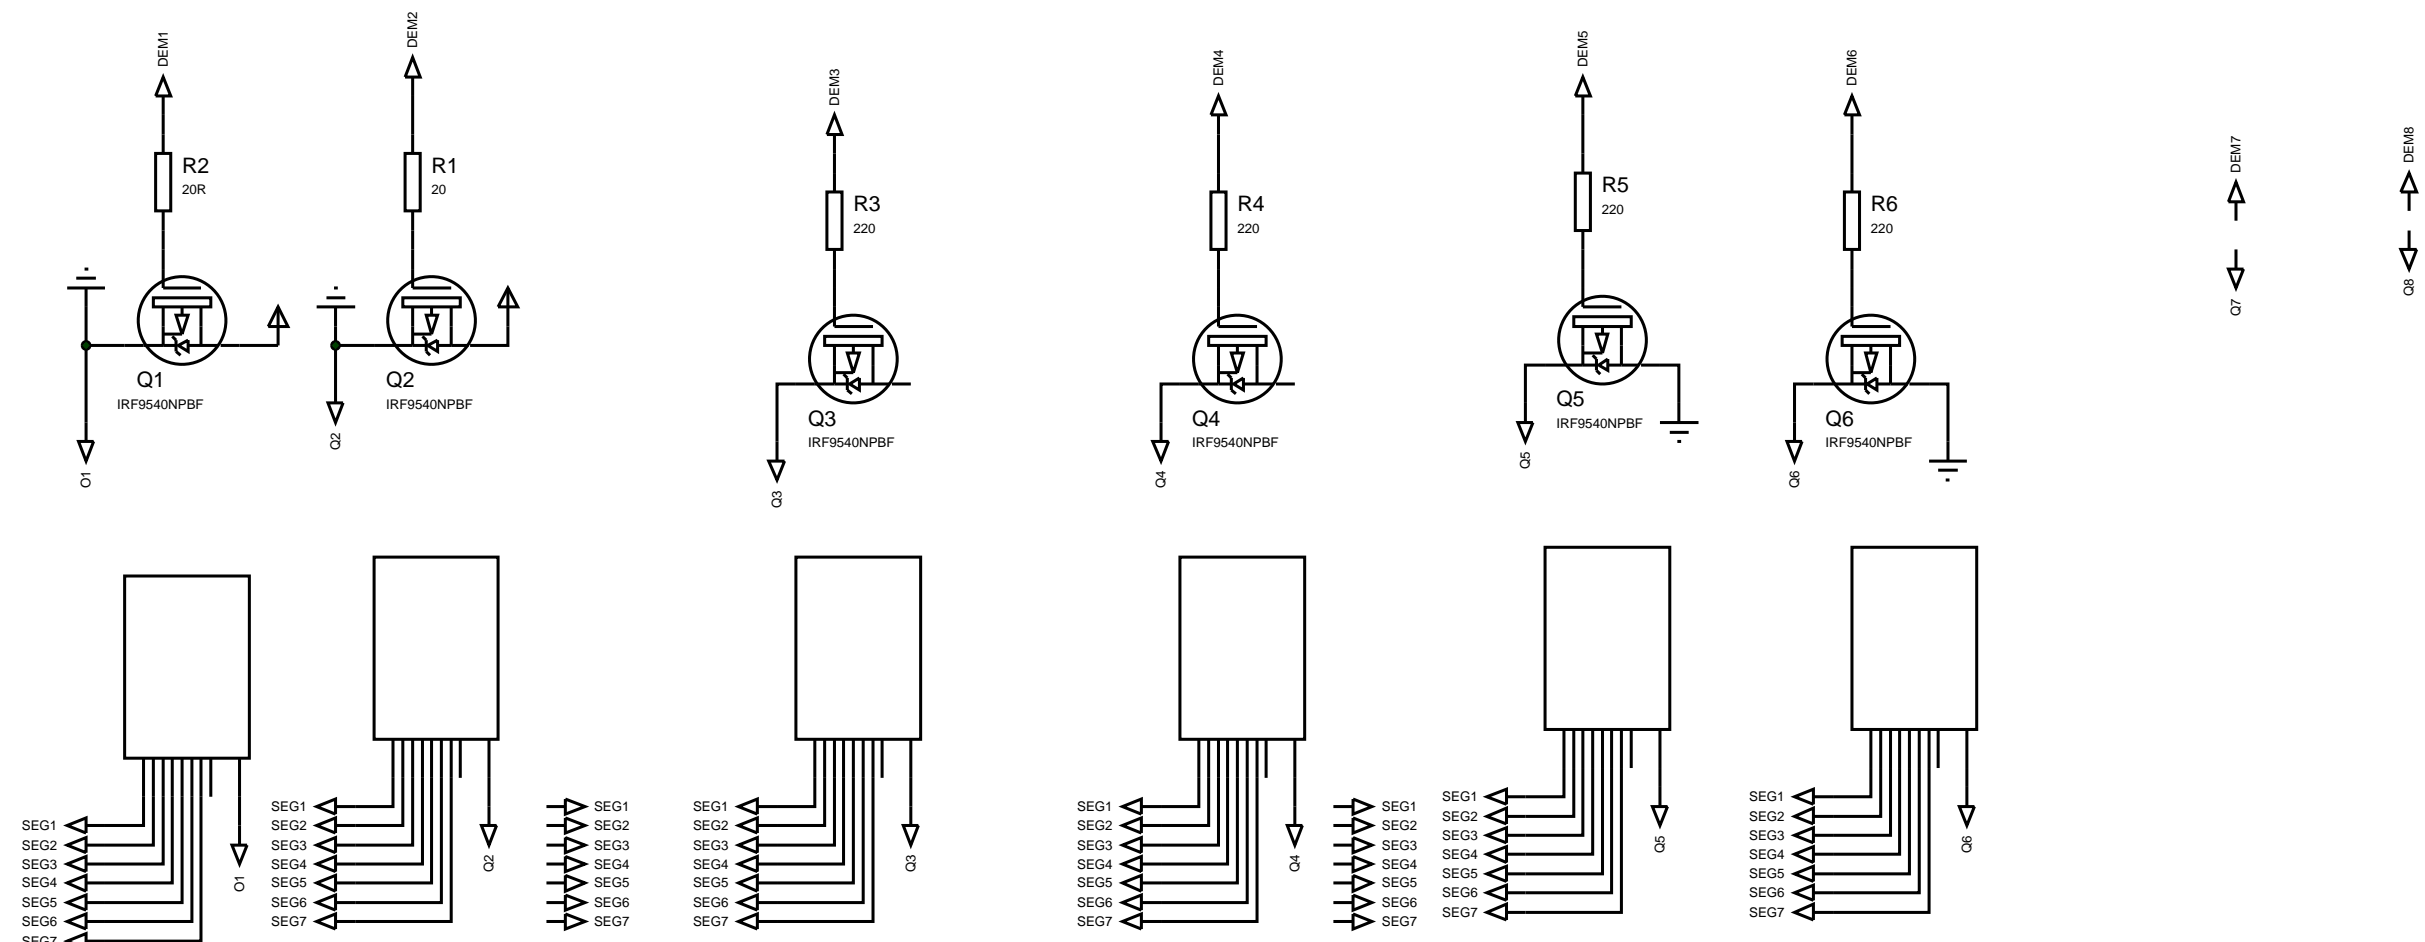 DEM1
DEM2
DEM3
DEM4
DEM5
DEM6
DEM7
DEM8
R2
20R
R1
20
R3
220
R4
220
R5
220
R6
220
Q7
Q8
Q1
IRF9540NPBF
Q2
IRF9540NPBF
Q3
IRF9540NPBF
Q4
IRF9540NPBF
Q5
IRF9540NPBF
Q6
IRF9540NPBF
O1
Q2
Q3
Q4
Q5
Q6
SEG1
SEG2
SEG3
SEG4
SEG5
SEG6
SEG7
O1
SEG1
SEG2
SEG3
SEG4
SEG5
SEG6
SEG7
Q2
SEG1
SEG2
SEG3
SEG4
SEG5
SEG6
SEG7
SEG1
SEG2
SEG3
SEG4
SEG5
SEG6
SEG7
Q3
SEG1
SEG2
SEG3
SEG4
SEG5
SEG6
SEG7
Q4
SEG1
SEG2
SEG3
SEG4
SEG5
SEG6
SEG7
SEG1
SEG2
SEG3
SEG4
SEG5
SEG6
SEG7
Q5
SEG1
SEG2
SEG3
SEG4
SEG5
SEG6
SEG7
Q6